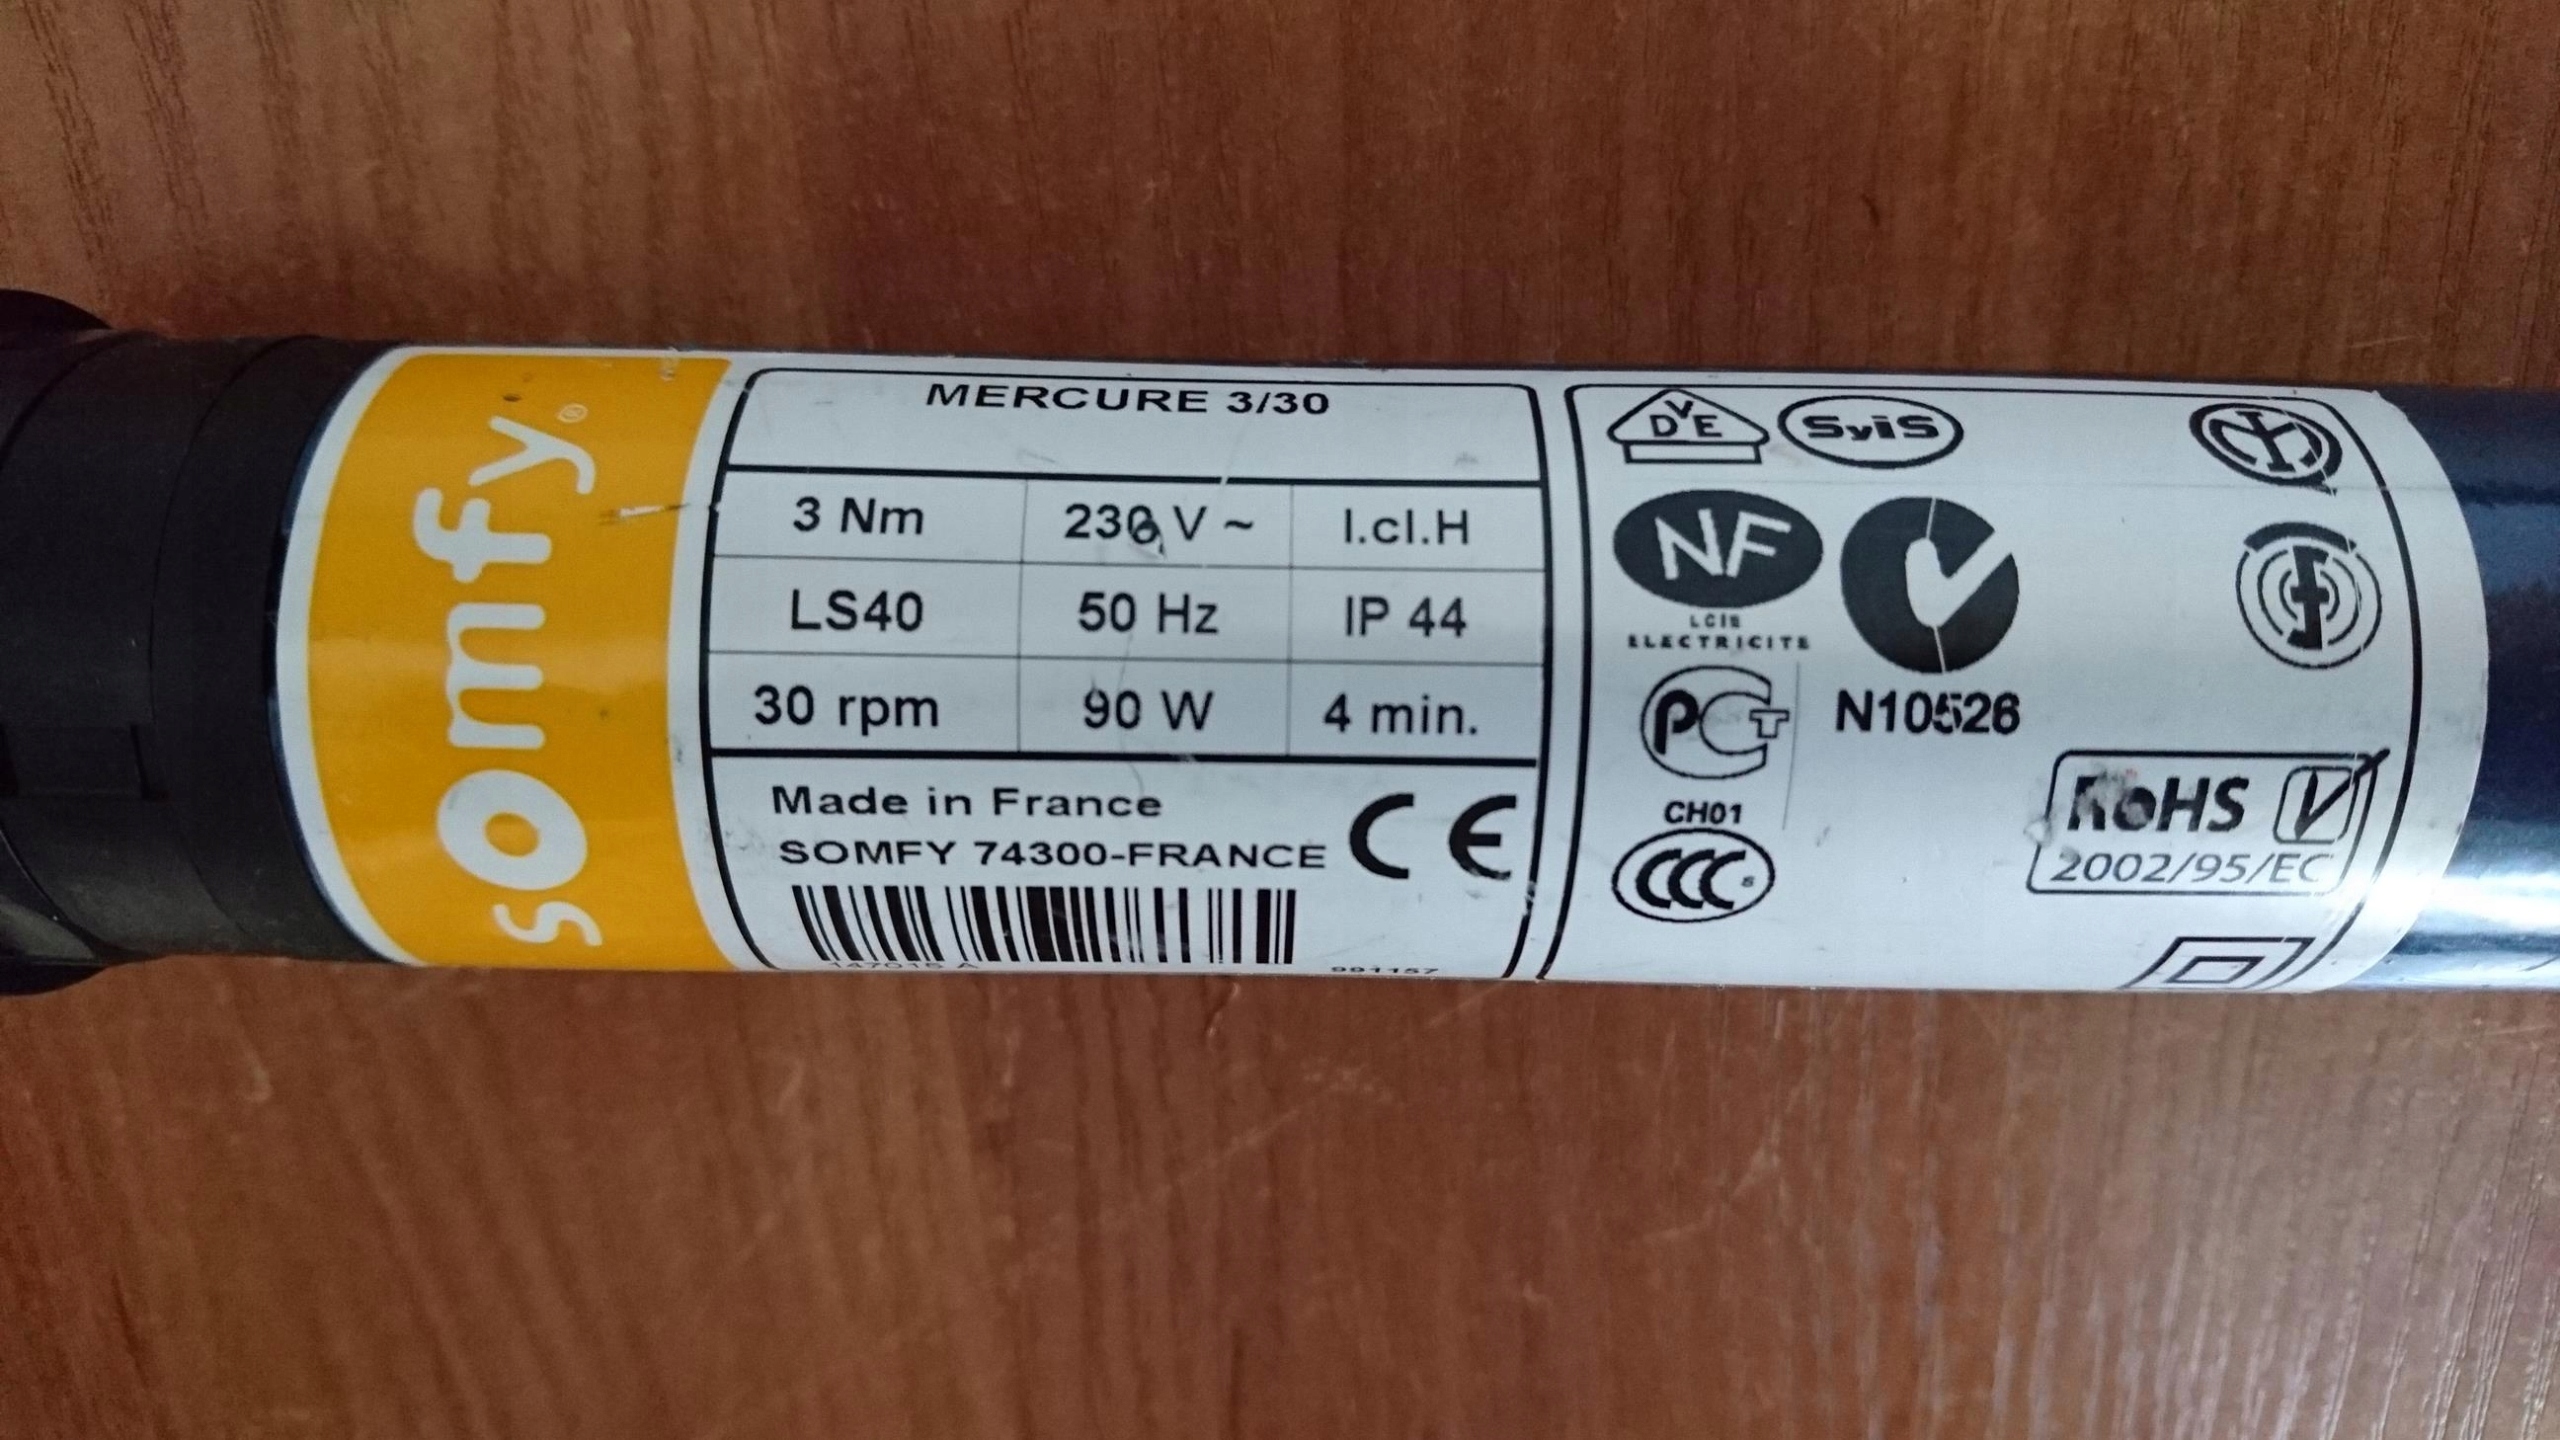 somfy®
MERCURE 3/30
3 Nm 230 V ~ I.cl.H
LS40 50 Hz IP 44
30 rpm 90 W 4 min.
Made in France
SOMFY 74300-FRANCE CE
991157
VDE SyiS
NF
LCIE
ELECTRICITE
N10526
CH01
CCC S
RoHS
2002/95/EC